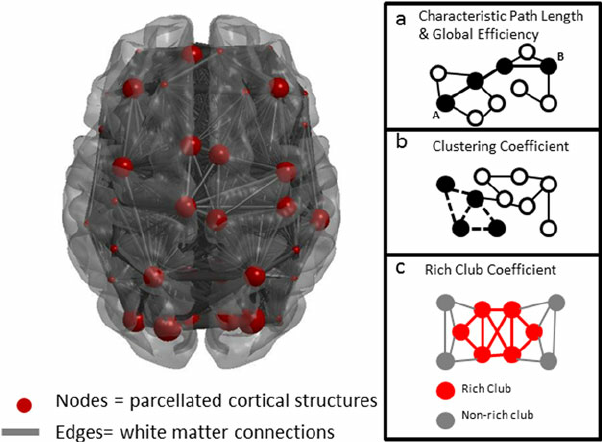 a
Characteristic Path Length
& Global Efficiency
B
A
b
Clustering Coefficient
c
Rich Club Coefficient
Rich Club
Non-rich club
Nodes = parcellated cortical structures
Edges= white matter connections